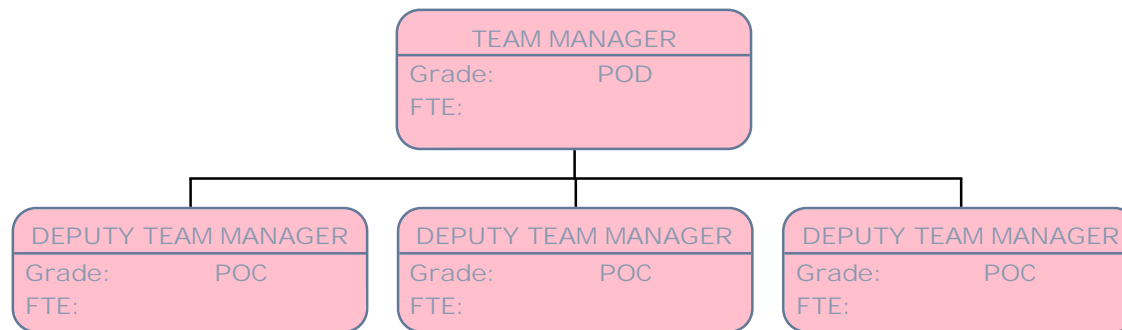 TEAM MANAGER
Grade: POD
FTE:
DEPUTY TEAM MANAGER
Grade: POC
FTE:
DEPUTY TEAM MANAGER
Grade: POC
FTE:
DEPUTY TEAM MANAGER
Grade: POC
FTE: